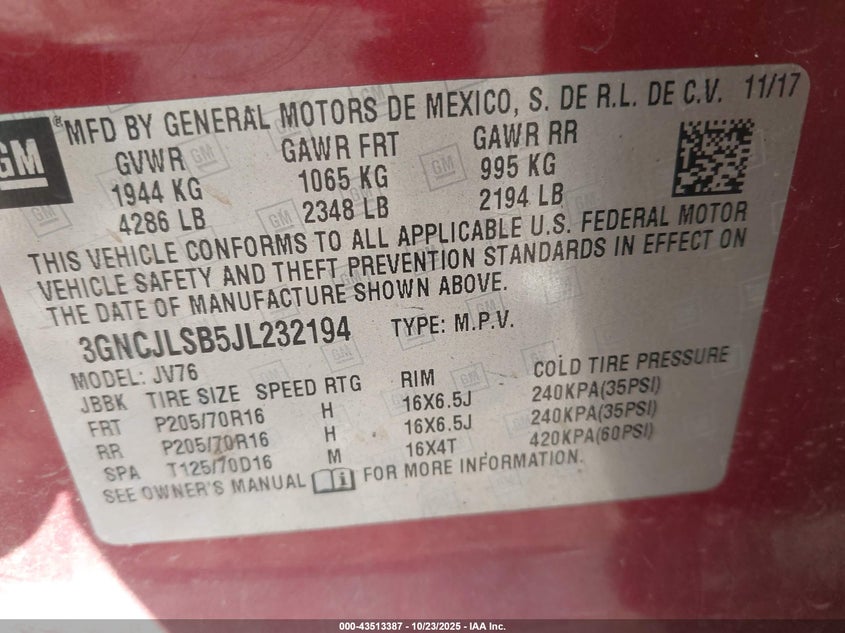 GM
® MFD BY GENERAL MOTORS DE MEXICO, S. DE R.L. DE C.V. 11/17
GVWR GAWR FRT GAWR RR
1944 KG 1065 KG 995 KG
4286 LB 2348 LB 2194 LB
THIS VEHICLE CONFORMS TO ALL APPLICABLE U.S. FEDERAL MOTOR
VEHICLE SAFETY AND THEFT PREVENTION STANDARDS IN EFFECT ON
THE DATE OF MANUFACTURE SHOWN ABOVE.
3GNCJLSB5JL232194 TYPE: M.P.V.
MODEL: JV76
JBBK TIRE SIZE SPEED RTG RIM COLD TIRE PRESSURE
FRT P205/70R16 H 16X6.5J 240KPA(35PSI)
RR P205/70R16 H 16X6.5J 240KPA(35PSI)
SPA T125/70D16 M 16X4T 420KPA(60PSI)
SEE OWNER'S MANUAL FOR MORE INFORMATION.
000-43513387 - 10/23/2025 - IAA Inc.